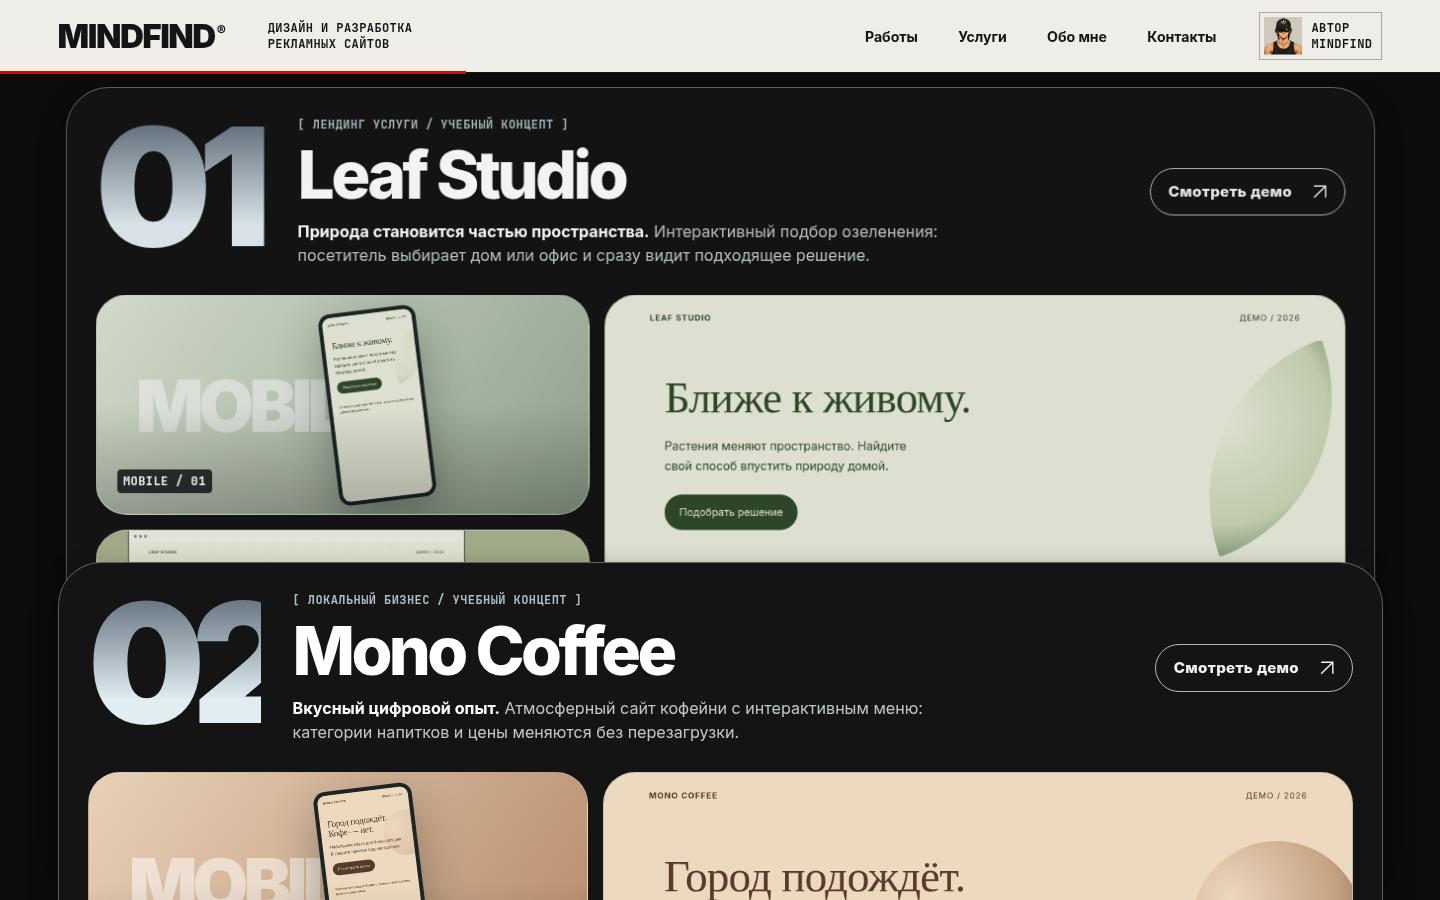 MINDFIND®
ДИЗАЙН И РАЗРАБОТКА
РЕКЛАМНЫХ САЙТОВ
Работы
Услуги
Обо мне
Контакты
АВТОР
MINDFIND
01
[ ЛЕНДИНГ УСЛУГИ / УЧЕБНЫЙ КОНЦЕПТ ]
Leaf Studio
Природа становится частью пространства. Интерактивный подбор озеленения:
посетитель выбирает дом или офис и сразу видит подходящее решение.
Смотреть демо
MOBIL
Ближе к живому.
MOBILE / 01
LEAF STUDIO
ДЕМО / 2026
Ближе к живому.
Растения меняют пространство. Найдите
свой способ впустить природу домой.
Подобрать решение
LEAF STUDIO
ДЕМО / 2026
02
[ ЛОКАЛЬНЫЙ БИЗНЕС / УЧЕБНЫЙ КОНЦЕПТ ]
Mono Coffee
Вкусный цифровой опыт. Атмосферный сайт кофейни с интерактивным меню:
категории напитков и цены меняются без перезагрузки.
Смотреть демо
MOBIL
Город подождёт.
Кофе — нет.
MONO COFFEE
ДЕМО / 2026
Город подождёт.